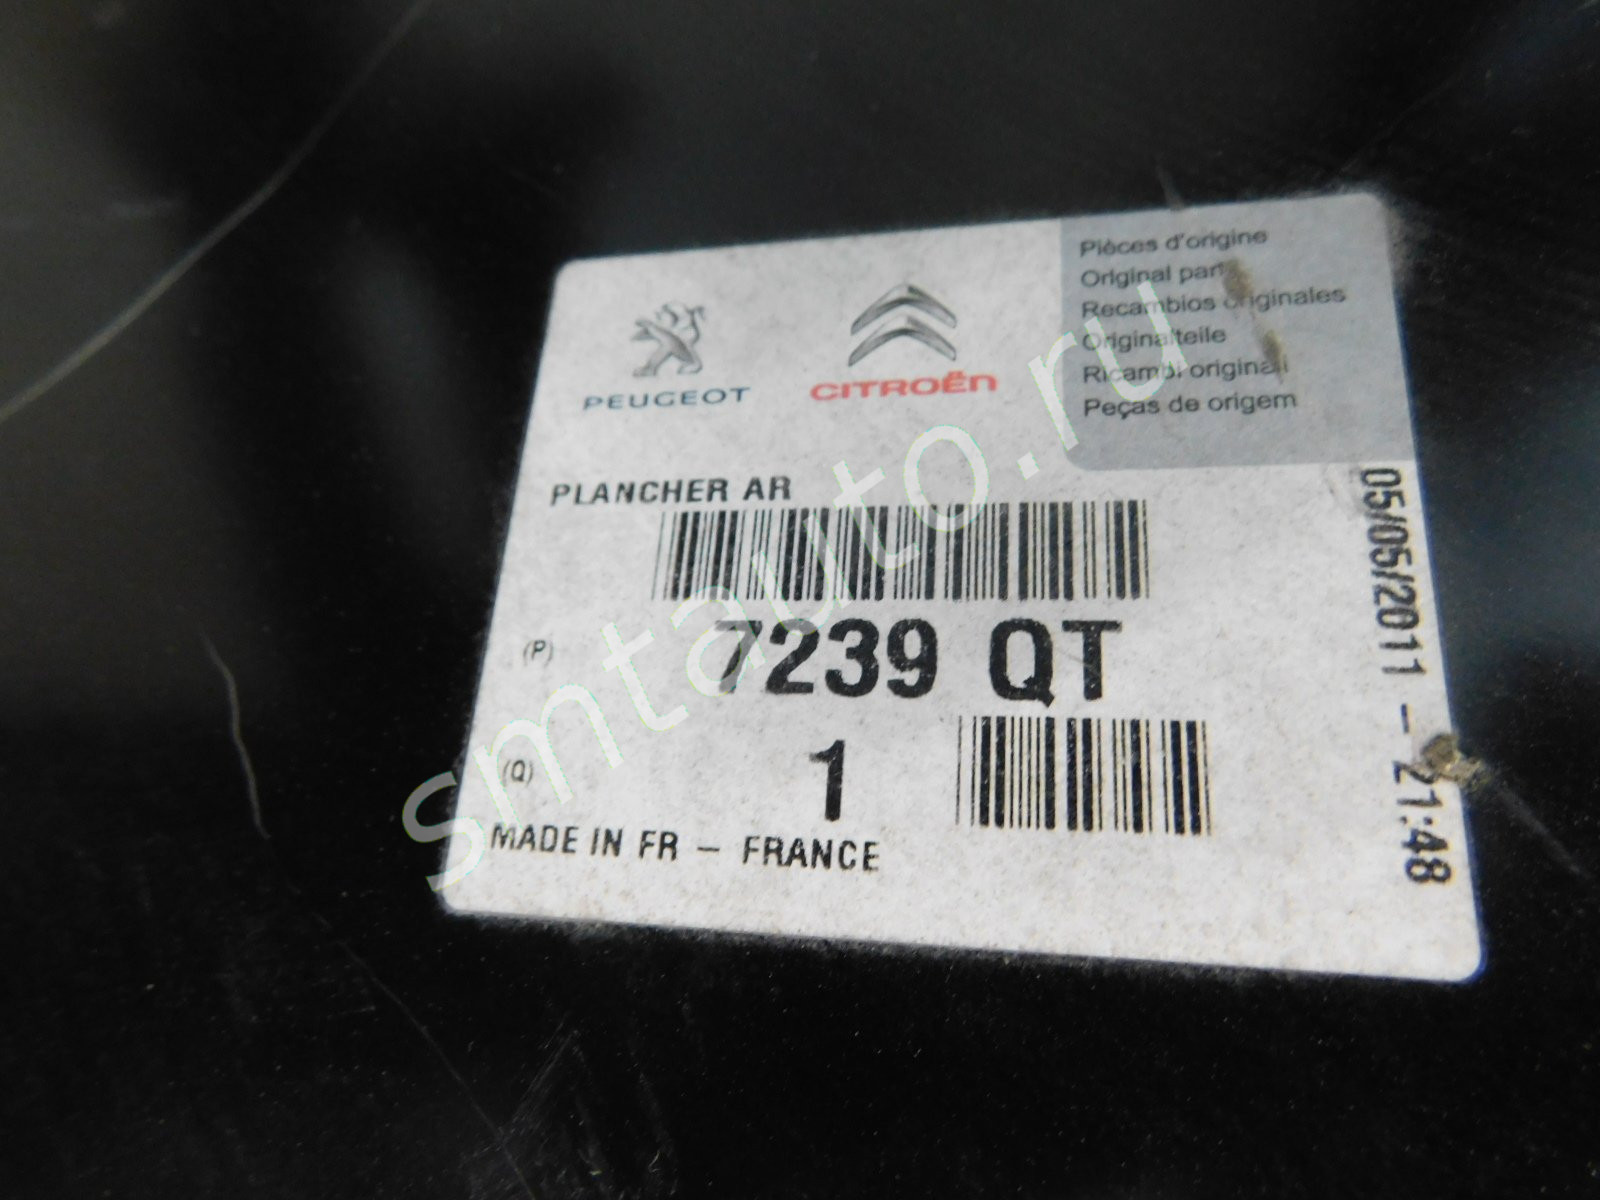 PEUGEOT
CITROËN
Pièces d'origine
Original parts
Recambios originales
Originalteile
Ricambi originali
Peças de origem
PLANCHER AR
(P) 7239 QT
(Q) 1
MADE IN FR - FRANCE
05/05/2011 - 21:48
smtauto.ru